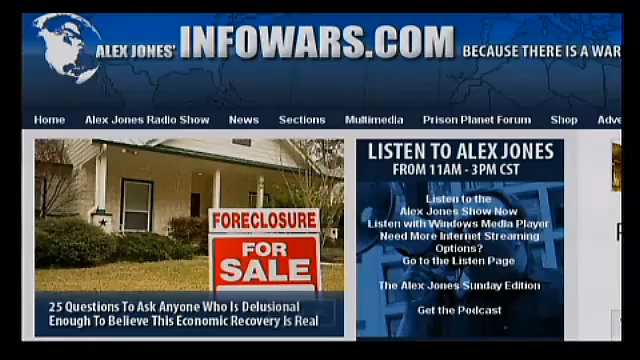 ALEX JONES' INFOWARS.COM BECAUSE THERE IS A WAR
Home Alex Jones Radio Show News Sections Multimedia Prison Planet Forum Shop Adve
FORECLOSURE
FOR
SALE
25 Questions To Ask Anyone Who Is Delusional
Enough To Believe This Economic Recovery Is Real
LISTEN TO ALEX JONES
FROM 11AM - 3PM CST
Listen to the
Alex Jones Show Now
Listen with Windows Media Player
Need More Internet Streaming
Options?
Go to the Listen Page
The Alex Jones Sunday Edition
Get the Podcast